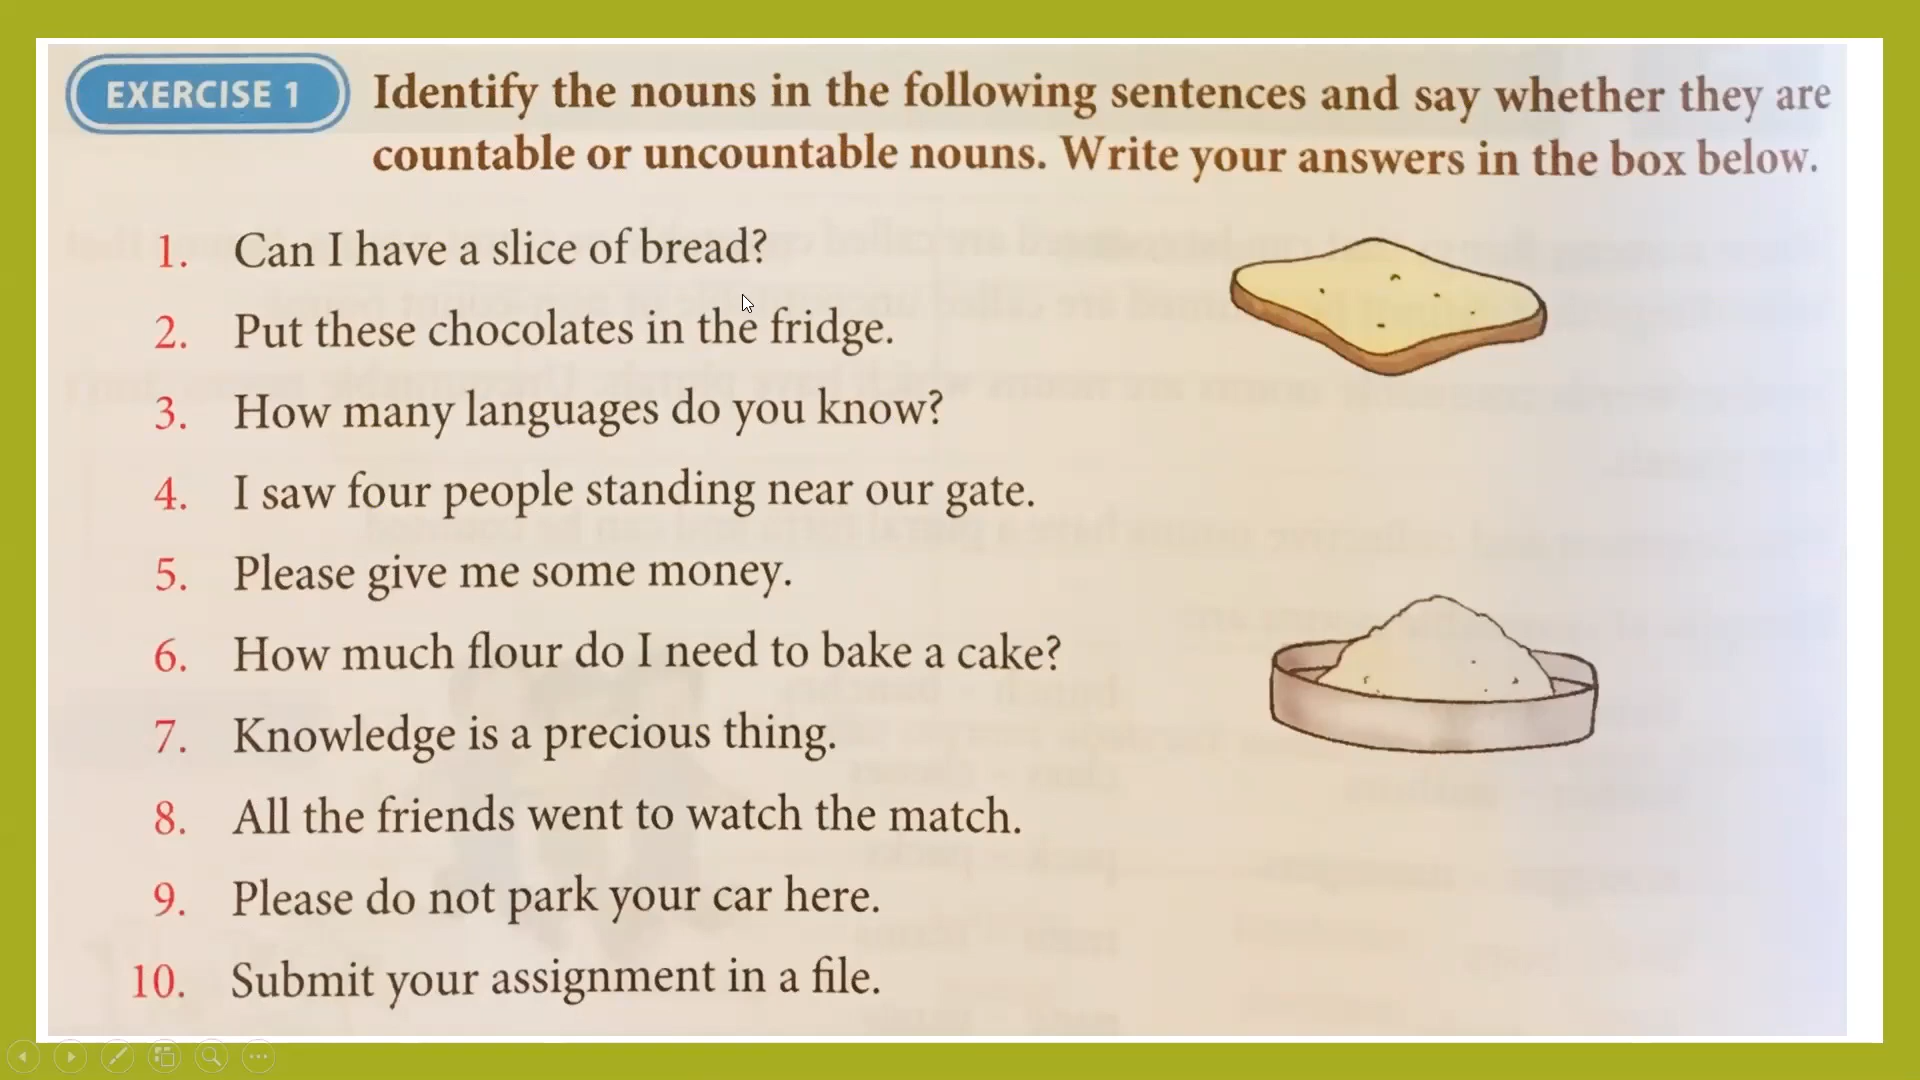 EXERCISE 1 Identify the nouns in the following sentences and say whether they are
countable or uncountable nouns. Write your answers in the box below.
1. Can I have a slice of bread?
2. Put these chocolates in the fridge.
3. How many languages do you know?
4. I saw four people standing near our gate.
5. Please give me some money.
6. How much flour do I need to bake a cake?
7. Knowledge is a precious thing.
8. All the friends went to watch the match.
9. Please do not park your car here.
10. Submit your assignment in a file.